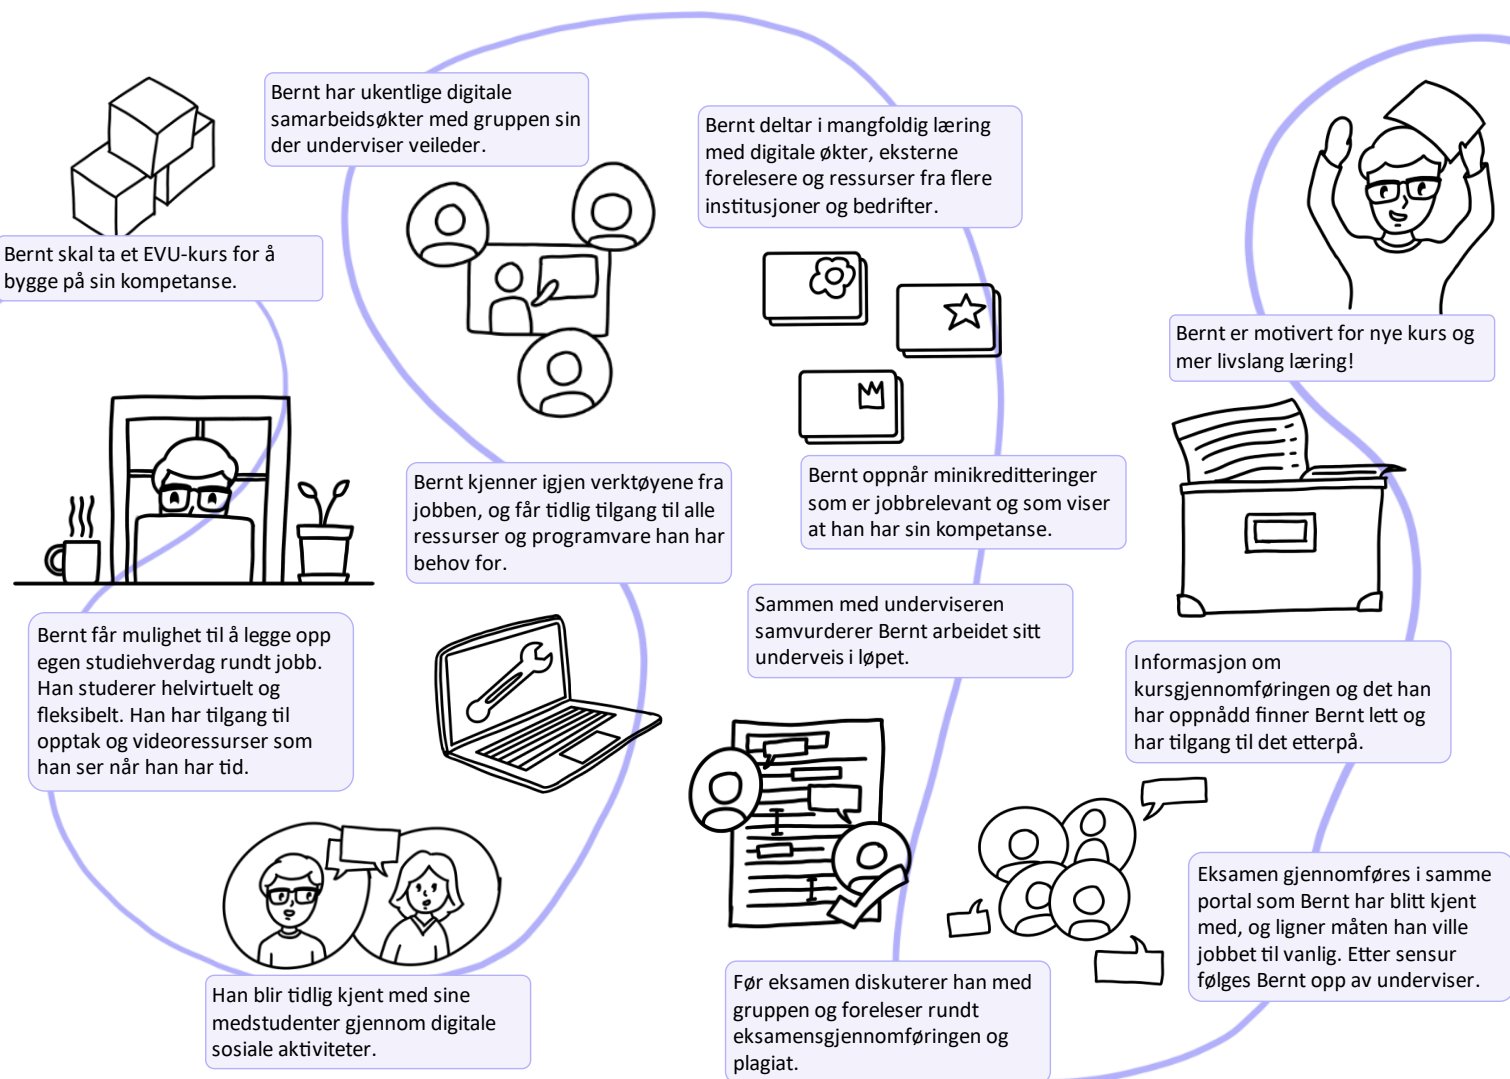 Bernt skal ta et EVU-kurs for å
bygge på sin kompetanse.
Bernt får mulighet til å legge opp
egen studiehverdag rundt jobb.
Han studerer helvirtuelt og
fleksibelt. Han har tilgang til
opptak og videoressurser som
han ser når han har tid.
Han blir tidlig kjent med sine
medstudenter gjennom digitale
sosiale aktiviteter.
Bernt kjenner igjen verktøyene fra
jobben, og får tidlig tilgang til alle
ressurser og programvare han har
behov for.
Bernt har ukentlige digitale
samarbeidsøkter med gruppen sin
der underviser veileder.
Bernt deltar i mangfoldig læring
med digitale økter, eksterne
forelesere og ressurser fra flere
institusjoner og bedrifter.
Bernt oppnår minikreditteringer
som er jobbrelevant og som viser
at han har sin kompetanse.
Sammen med underviseren
samvurderer Bernt arbeidet sitt
underveis i løpet.
Før eksamen diskuterer han med
gruppen og foreleser rundt
eksamensgjennomføringen og
plagiat.
Eksamen gjennomføres i samme
portal som Bernt har blitt kjent
med, og ligner måten han ville
jobbet til vanlig. Etter sensur
følges Bernt opp av underviser.
Informasjon om
kursgjennomføringen og det han
har oppnådd finner Bernt lett og
har tilgang til det etterpå.
Bernt er motivert for nye kurs og
mer livslang læring!